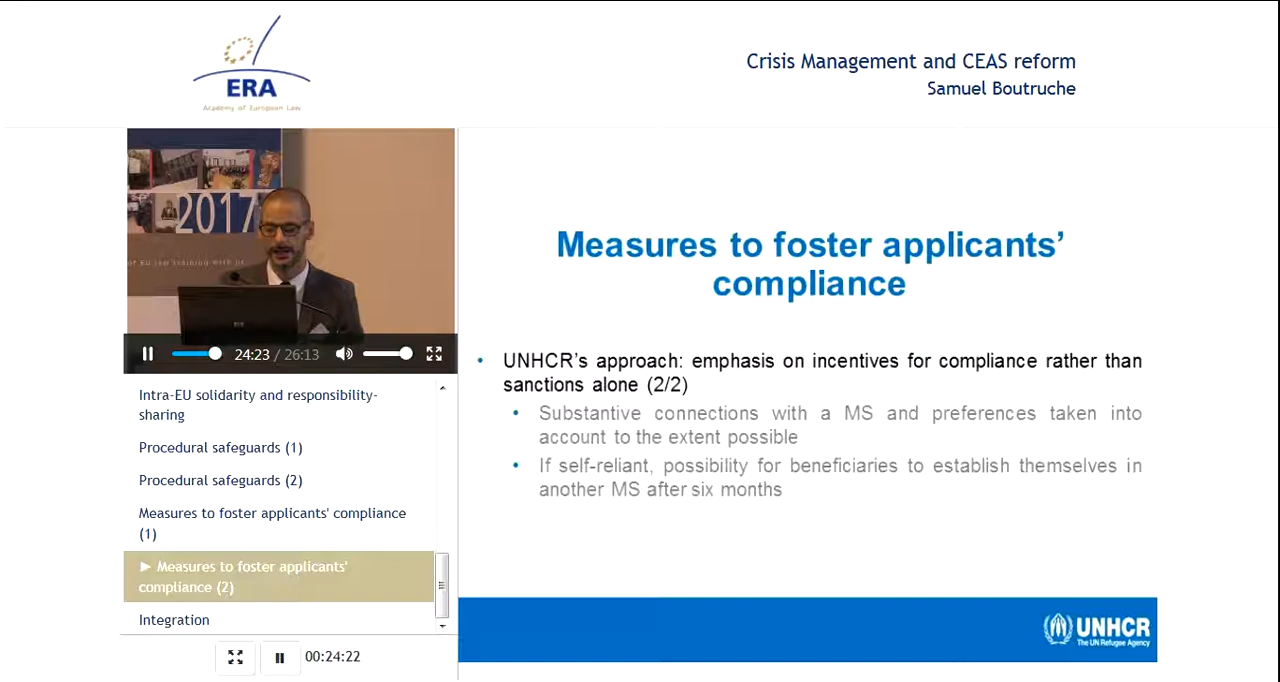 ERA
Academy of European Law
Crisis Management and CEAS reform
Samuel Boutruche
2017
24:23 / 26:13
Intra-EU solidarity and responsibility-
sharing
Procedural safeguards (1)
Procedural safeguards (2)
Measures to foster applicants' compliance
(1)
► Measures to foster applicants'
compliance (2)
Integration
00:24:22
Measures to foster applicants’
compliance
• UNHCR’s approach: emphasis on incentives for compliance rather than
sanctions alone (2/2)
• Substantive connections with a MS and preferences taken into
account to the extent possible
• If self-reliant, possibility for beneficiaries to establish themselves in
another MS after six months
UNHCR
The UN Refugee Agency